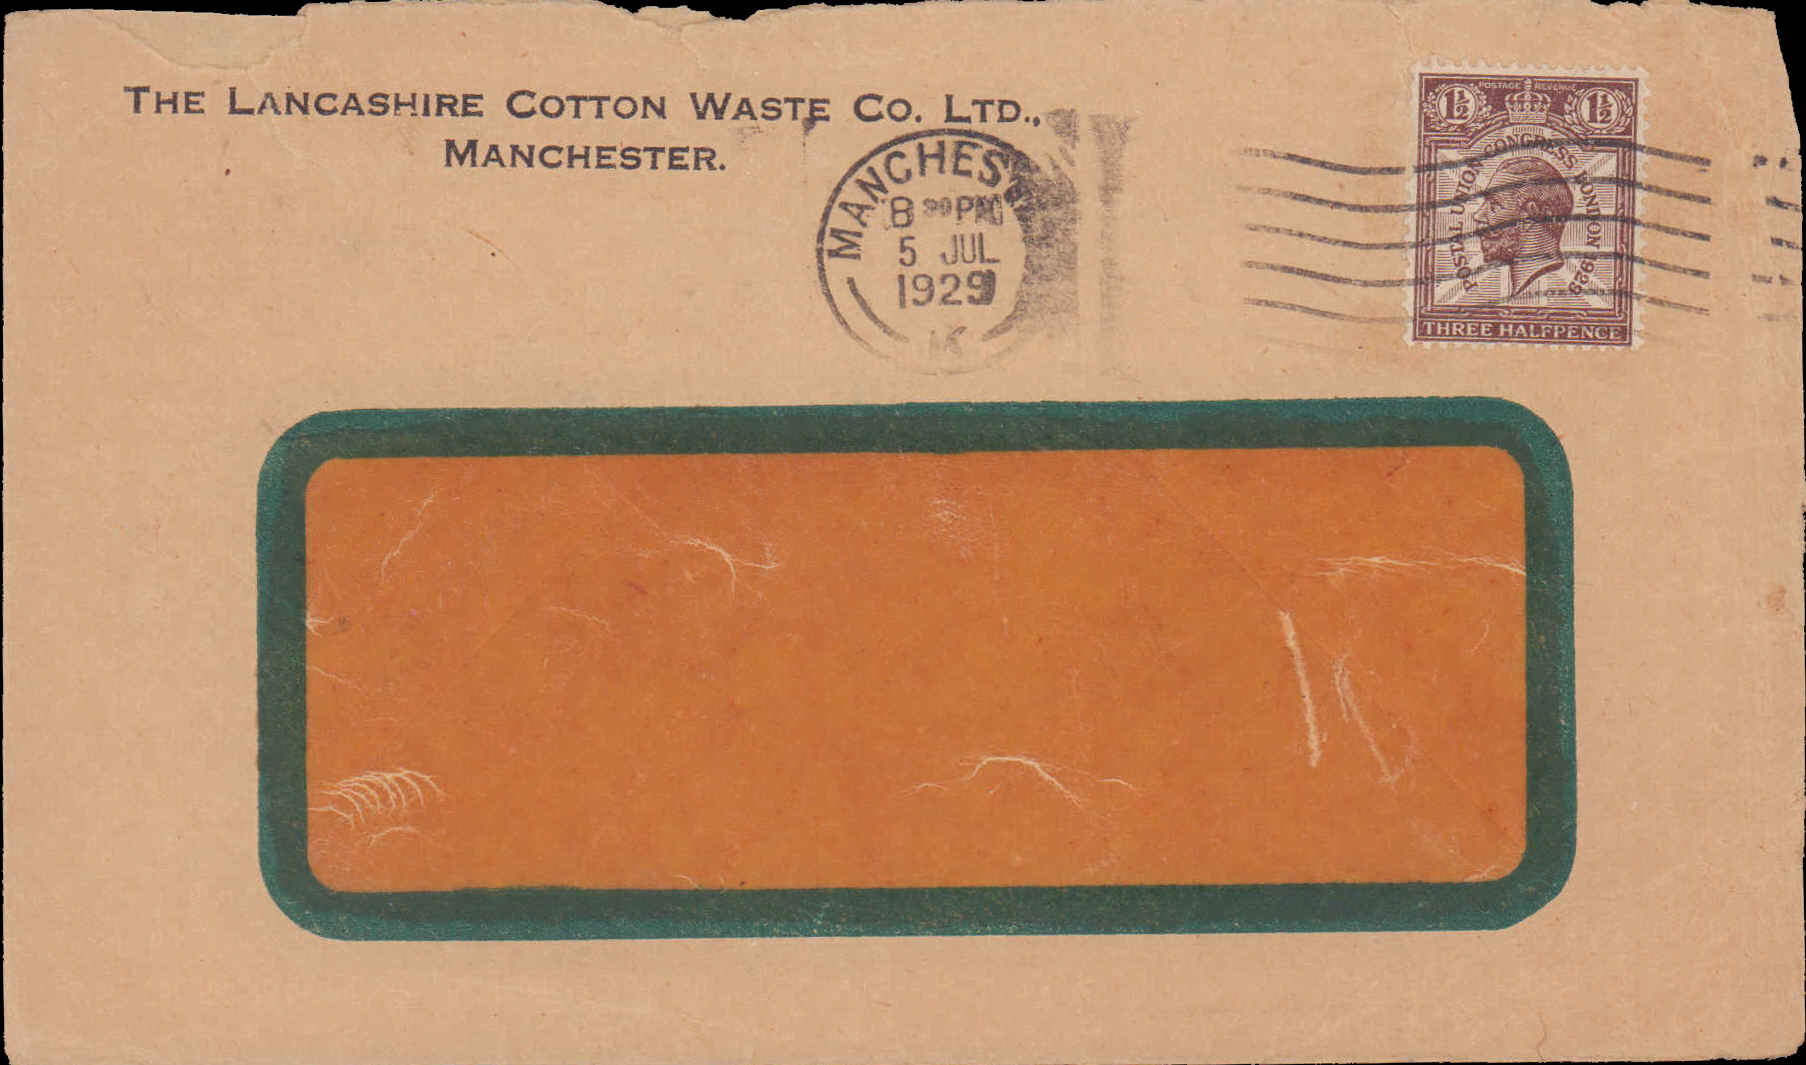 THE LANCASHIRE COTTON WASTE CO. LTD.,
MANCHESTER.
MANCHES
8 30 PM
5 JUL
1929
POSTAGE REVENUE
1½ 1½
POSTAL UNION CONGRESS LONDON 1929
THREE HALFPENCE